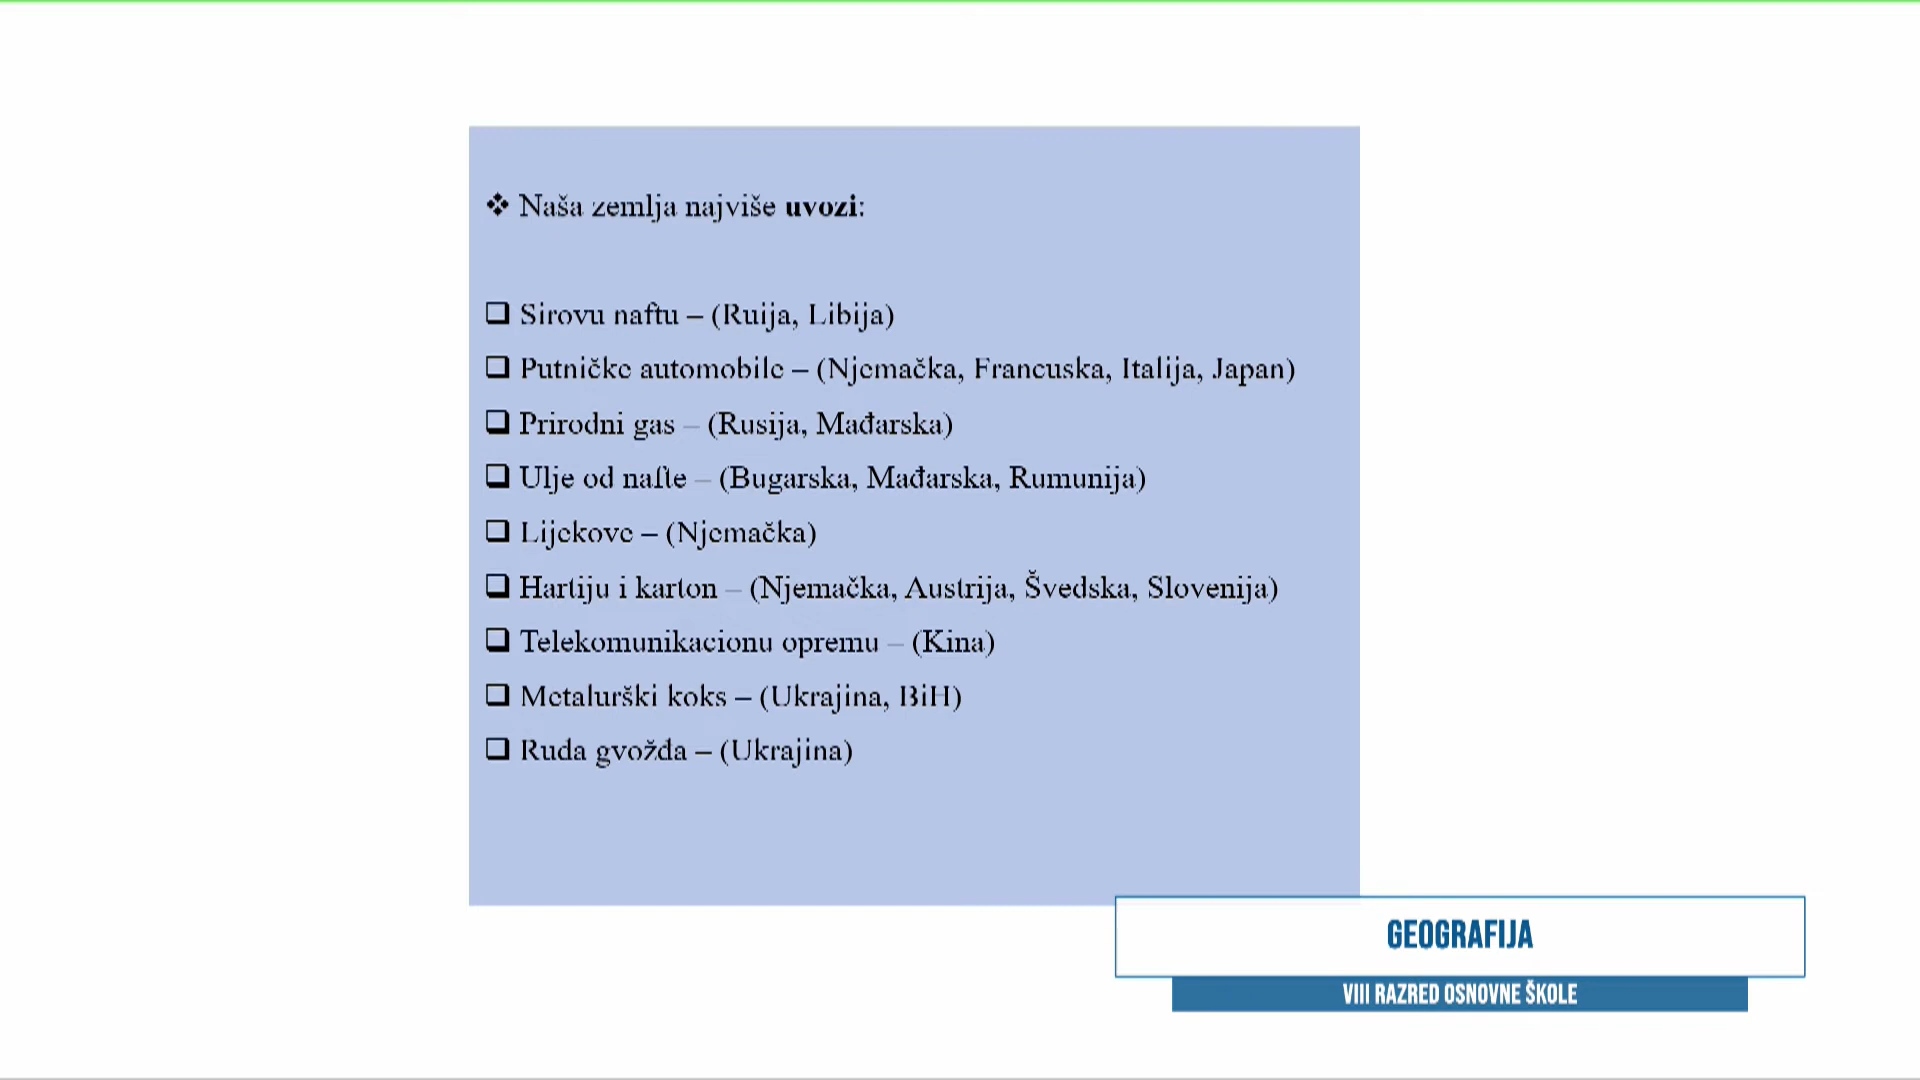 ❖ Naša zemlja najviše uvozi:
❑ Sirovu naftu – (Ruija, Libija)
❑ Putničke automobile – (Njemačka, Francuska, Italija, Japan)
❑ Prirodni gas – (Rusija, Mađarska)
❑ Ulje od nafte – (Bugarska, Mađarska, Rumunija)
❑ Lijekove – (Njemačka)
❑ Hartiju i karton – (Njemačka, Austrija, Švedska, Slovenija)
❑ Telekomunikacionu opremu – (Kina)
❑ Metalurški koks – (Ukrajina, BiH)
❑ Ruda gvožđa – (Ukrajina)
GEOGRAFIJA
VIII RAZRED OSNOVNE ŠKOLE